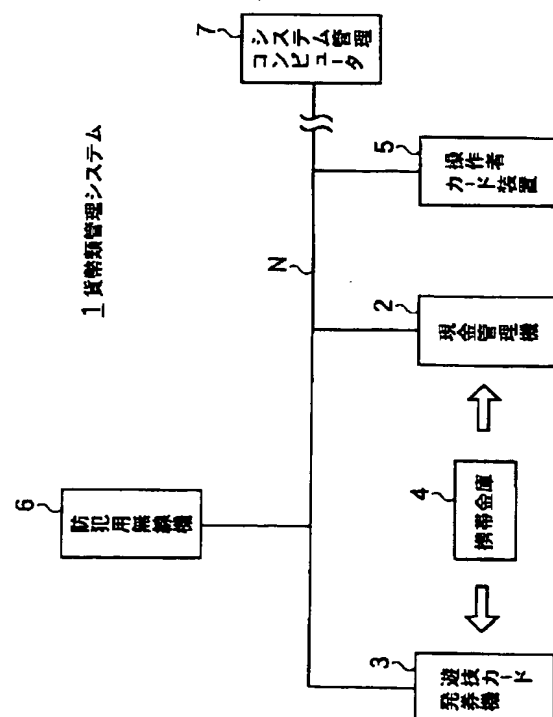 1 貨幣類管理システム
6
防犯用無線機
N
7
システム管理
コンピュータ
3
遊技カード
発券機
4
携帯金庫
2
現金管理機
5
操作者
カード装置